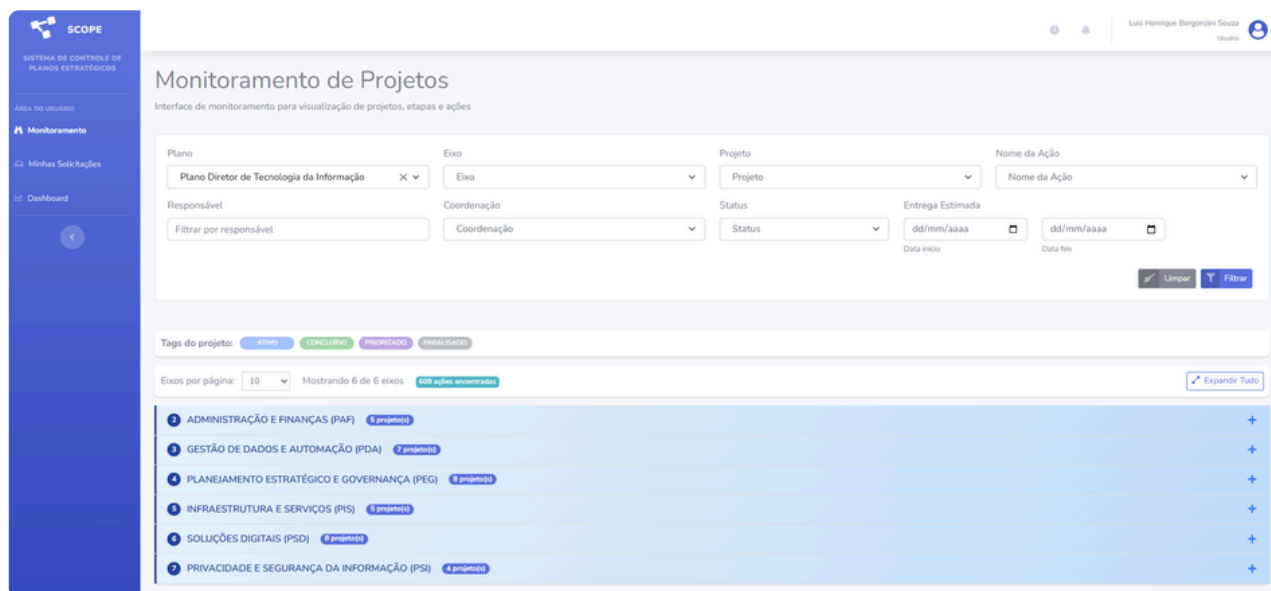 SCOPE
Luis Henrique Bergonzini Souza
Usuário
SISTEMA DE CONTROLE DE
PLANOS ESTRATÉGICOS
ÁREA DO USUÁRIO
Monitoramento
Minhas Solicitações
Dashboard
Monitoramento de Projetos
Interface de monitoramento para visualização de projetos, etapas e ações
Plano Eixo Projeto Nome da Ação
Plano Diretor de Tecnologia da Informação Eixo Projeto Nome da Ação
Responsável Coordenação Status Entrega Estimada
Filtrar por responsável Coordenação Status dd/mm/aaaa dd/mm/aaaa
Data início Data fim
Limpar Filtrar
Tags do projeto: ATIVO CONCLUÍDO PRIORIZADO PARALISADO
Eixos por página: 10 Mostrando 6 de 6 eixos 609 ações encontradas Expandir Tudo
2 ADMINISTRAÇÃO E FINANÇAS (PAF) 5 projeto(s)
3 GESTÃO DE DADOS E AUTOMAÇÃO (PDA) 7 projeto(s)
4 PLANEJAMENTO ESTRATÉGICO E GOVERNANÇA (PEG) 8 projeto(s)
5 INFRAESTRUTURA E SERVIÇOS (PIS) 5 projeto(s)
6 SOLUÇÕES DIGITAIS (PSD) 8 projeto(s)
7 PRIVACIDADE E SEGURANÇA DA INFORMAÇÃO (PSI) 4 projeto(s)